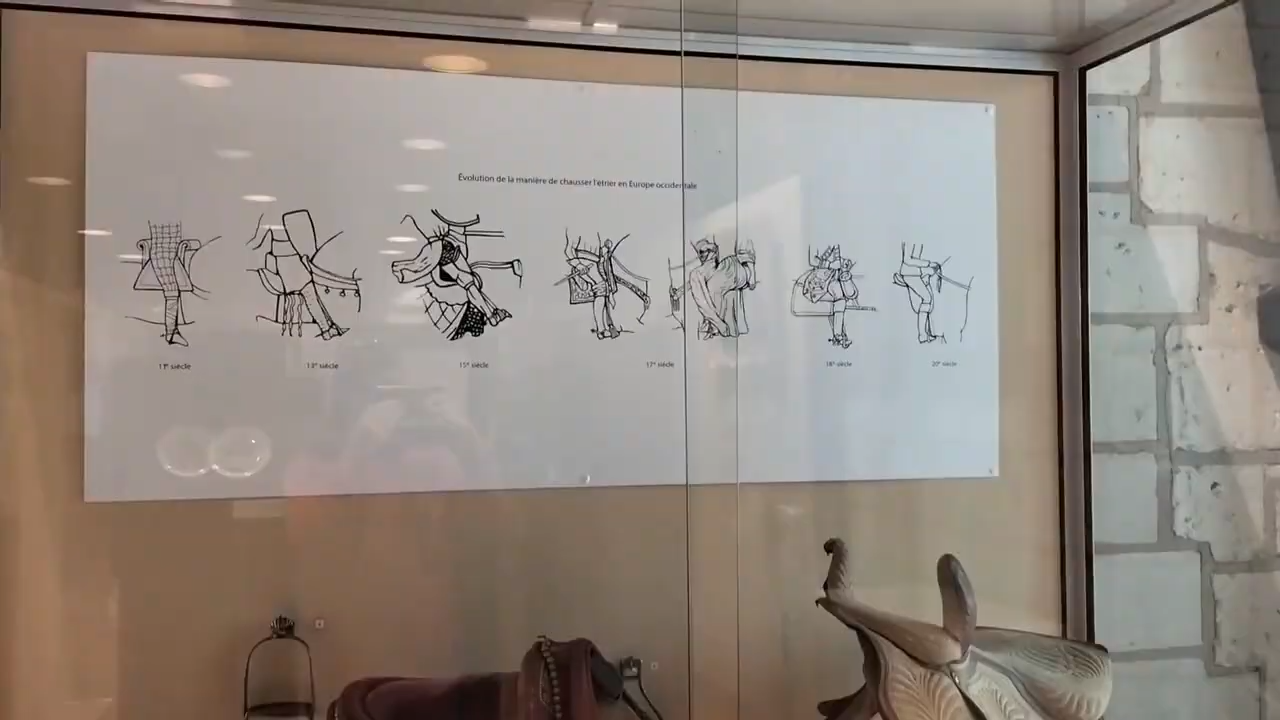 Évolution de la manière de chausser l'étrier en Europe occidentale
11e siècle
13e siècle
15e siècle
17e siècle
18e siècle
20e siècle